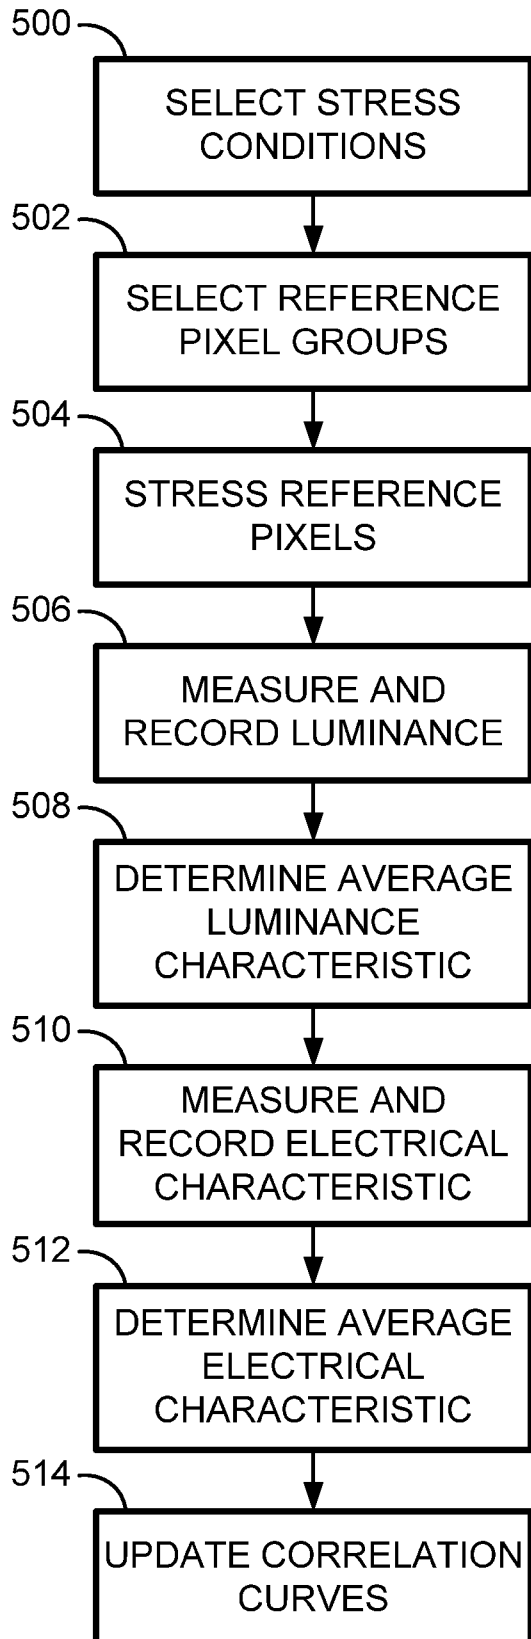 500
SELECT STRESS
CONDITIONS
502
SELECT REFERENCE
PIXEL GROUPS
504
STRESS REFERENCE
PIXELS
506
MEASURE AND
RECORD LUMINANCE
508
DETERMINE AVERAGE
LUMINANCE
CHARACTERISTIC
510
MEASURE AND
RECORD ELECTRICAL
CHARACTERISTIC
512
DETERMINE AVERAGE
ELECTRICAL
CHARACTERISTIC
514
UPDATE CORRELATION
CURVES